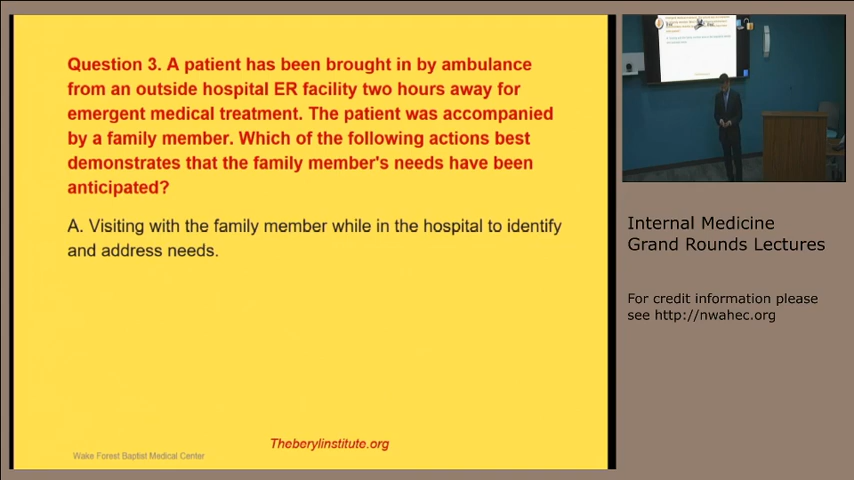 Question 3. A patient has been brought in by ambulance
from an outside hospital ER facility two hours away for
emergent medical treatment. The patient was accompanied
by a family member. Which of the following actions best
demonstrates that the family member's needs have been
anticipated?
A. Visiting with the family member while in the hospital to identify
and address needs.
Theberylinstitute.org
Wake Forest Baptist Medical Center
Internal Medicine
Grand Rounds Lectures
For credit information please
see http://nwahec.org